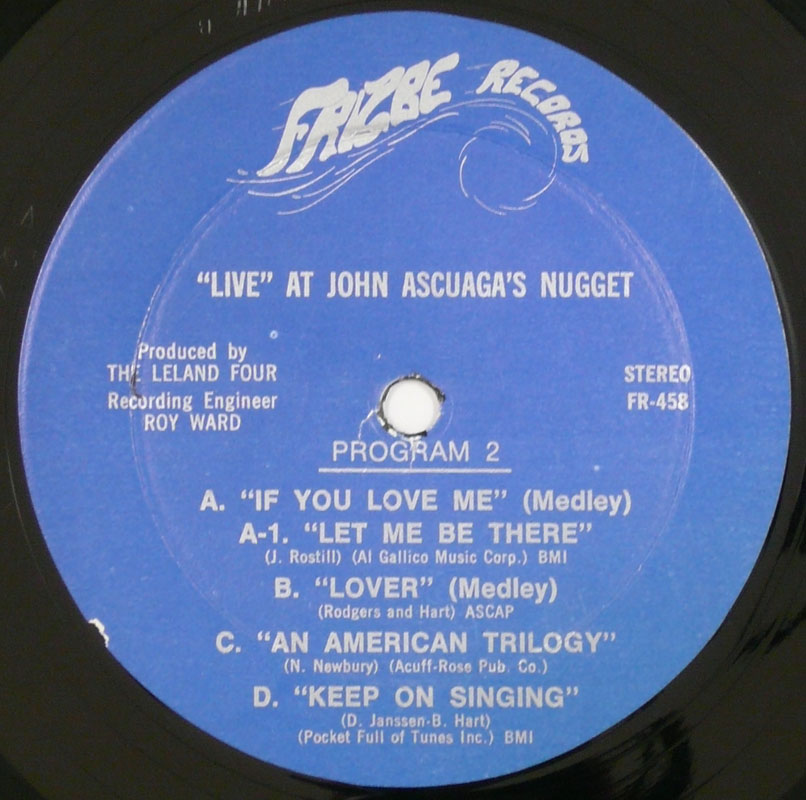 FRIZBE RECORDS
"LIVE" AT JOHN ASCUAGA'S NUGGET
Produced by
THE LELAND FOUR
Recording Engineer
ROY WARD
STEREO
FR-458
PROGRAM 2
A. "IF YOU LOVE ME" (Medley)
A-1. "LET ME BE THERE"
(J. Rostill) (Al Gallico Music Corp.) BMI
B. "LOVER" (Medley)
(Rodgers and Hart) ASCAP
C. "AN AMERICAN TRILOGY"
(N. Newbury) (Acuff-Rose Pub. Co.)
D. "KEEP ON SINGING"
(D. Janssen-B. Hart)
(Pocket Full of Tunes Inc.) BMI